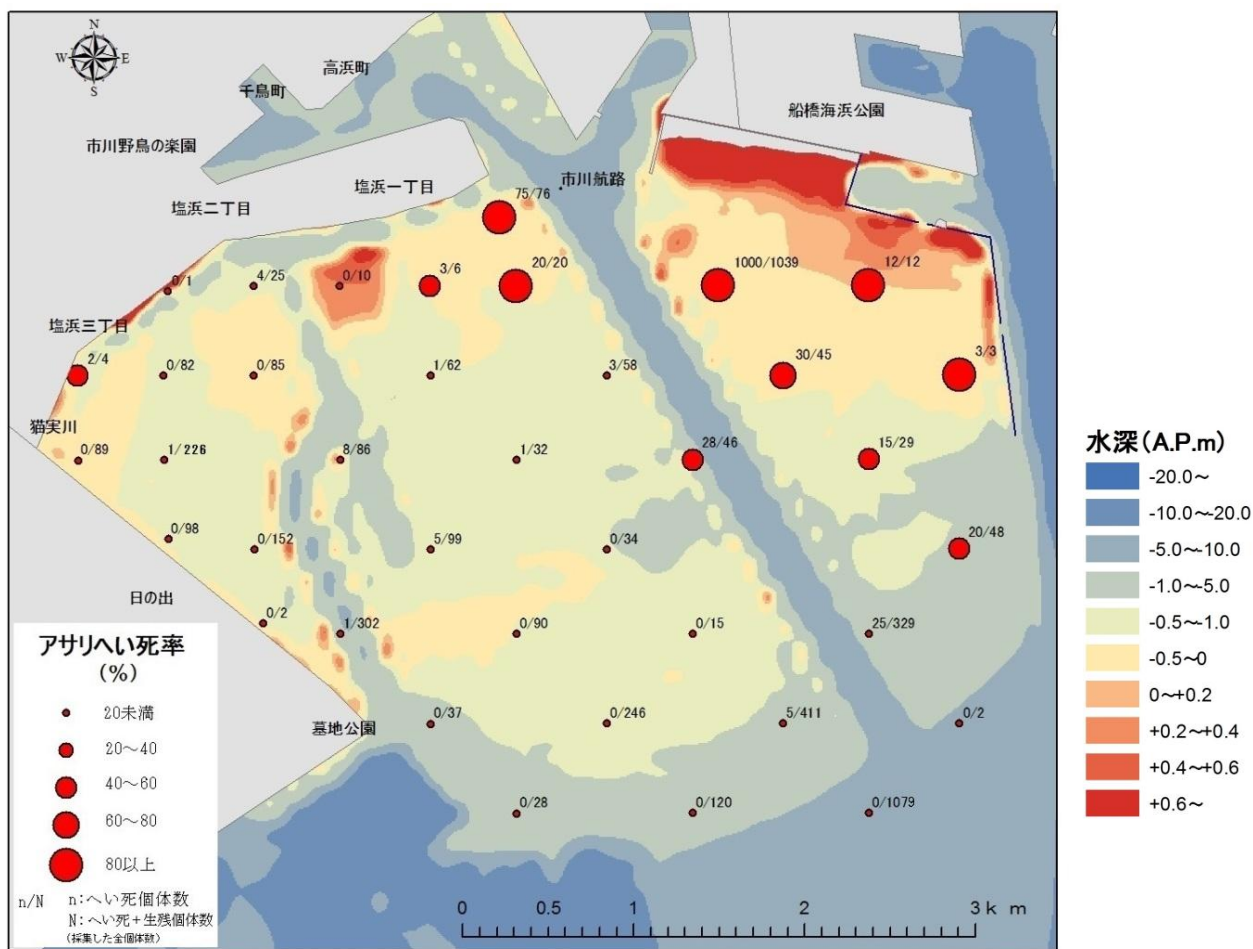 N
W E
S
高浜町
千鳥町
市川野鳥の楽園
船橋海浜公園
塩浜一丁目
市川航路
塩浜二丁目
75/76
0/1
4/25
0/10
3/6
20/20
1000/1039
12/12
塩浜三丁目
2/4
0/82
0/85
1/62
3/58
30/45
3/3
猫実川
0/89
1/226
8/86
1/32
28/46
15/29
0/98
0/152
5/99
0/34
20/48
日の出
0/2
1/302
0/90
0/15
25/329
墓地公園
0/37
0/246
5/411
0/2
0/28
0/120
0/1079
アサリへい死率
(%)
20未満
20~40
40~60
60~80
80以上
n/N n:へい死個体数
N:へい死+生残個体数
(採集した全個体数)
0 0.5 1 2 3 k m
水深(A.P.m)
-20.0~
-10.0~-20.0
-5.0~-10.0
-1.0~-5.0
-0.5~-1.0
-0.5~0
0~+0.2
+0.2~+0.4
+0.4~+0.6
+0.6~